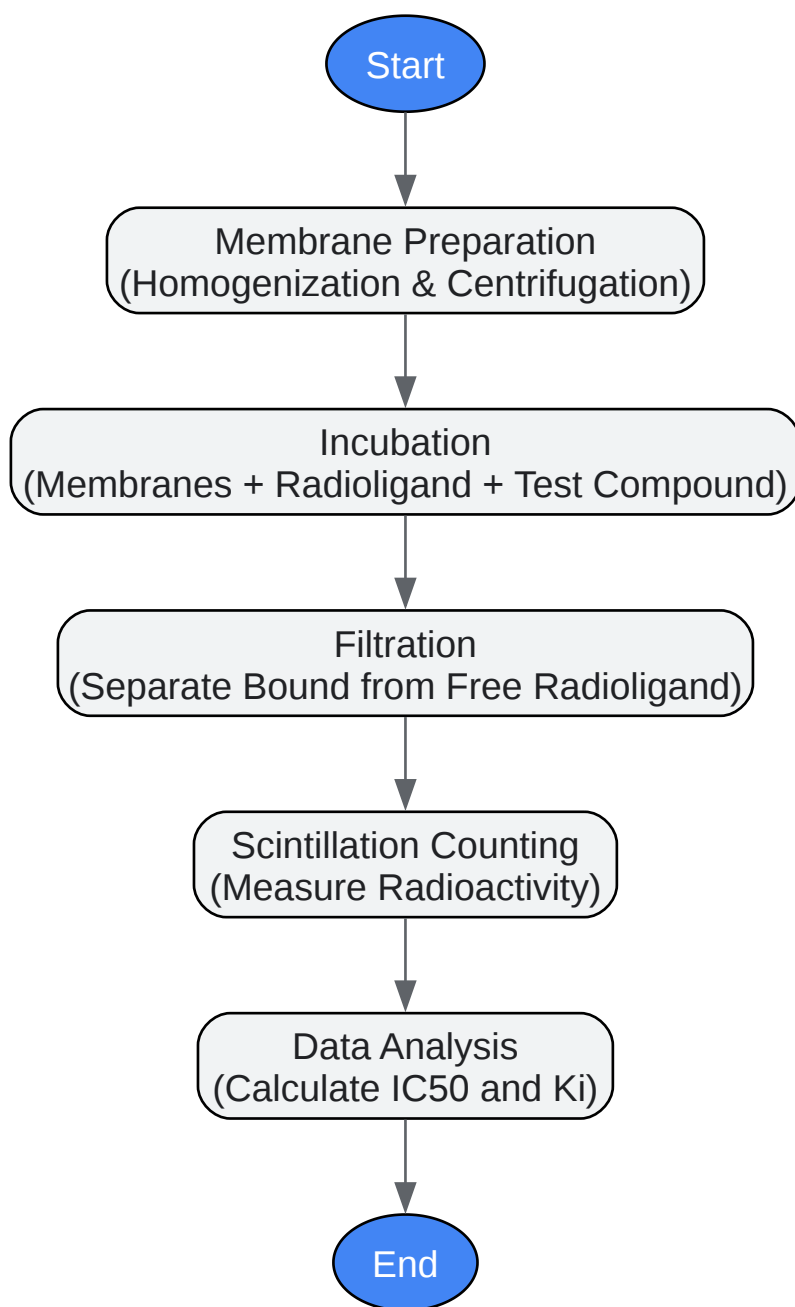 Start
Membrane Preparation
(Homogenization & Centrifugation)
Incubation
(Membranes + Radioligand + Test Compound)
Filtration
(Separate Bound from Free Radioligand)
Scintillation Counting
(Measure Radioactivity)
Data Analysis
(Calculate IC50 and Ki)
End